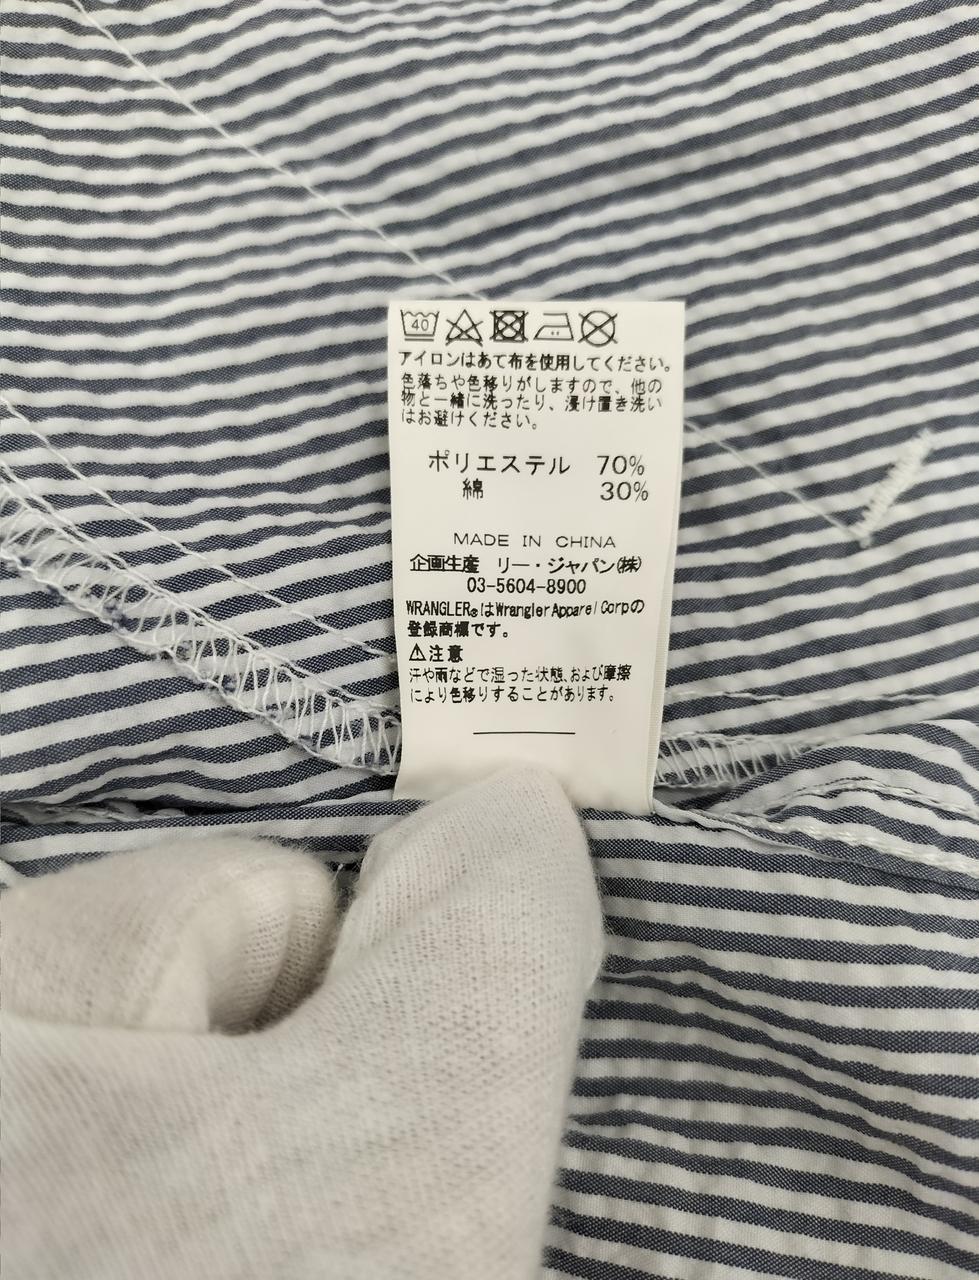 40
アイロンはあて布を使用してください。
色落ちや色移りがしますので、他の
物と一緒に洗ったり、浸け置き洗い
はお避けください。
ポリエステル 70%
綿 30%
MADE IN CHINA
企画生産 リー・ジャパン(株)
03-5604-8900
WRANGLER®はWrangler Apparel Corpの
登録商標です。
⚠注意
汗や雨などで湿った状態、および摩擦
により色移りすることがあります。